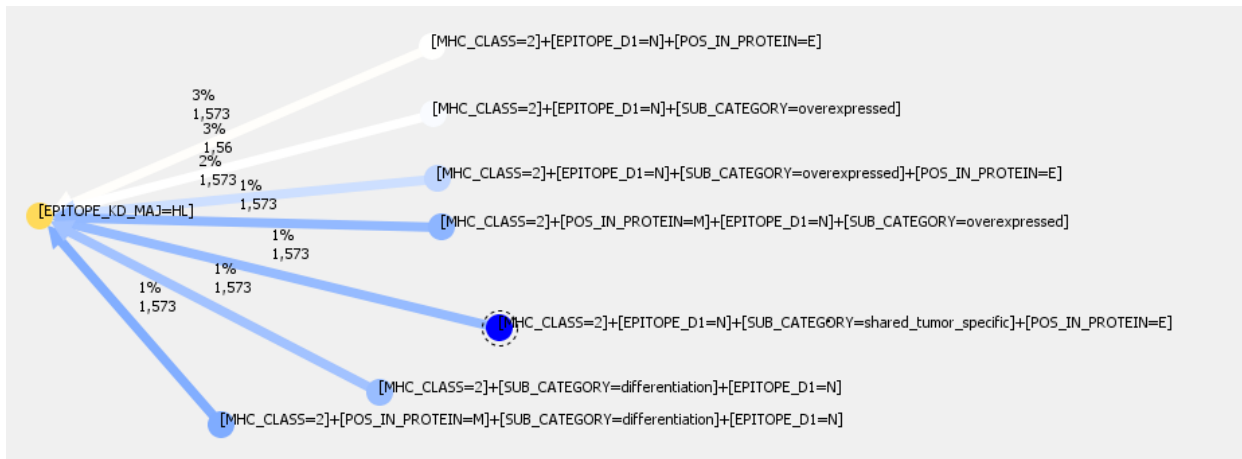 [MHC_CLASS=2]+[EPITOPE_D1=N]+[POS_IN_PROTEIN=E]
3%
1,573
[MHC_CLASS=2]+[EPITOPE_D1=N]+[SUB_CATEGORY=overexpressed]
3%
1,56
2%
1,573
[MHC_CLASS=2]+[EPITOPE_D1=N]+[SUB_CATEGORY=overexpressed]+[POS_IN_PROTEIN=E]
1%
1,573
[EPITOPE_KD_MAJ=HL]
[MHC_CLASS=2]+[POS_IN_PROTEIN=M]+[EPITOPE_D1=N]+[SUB_CATEGORY=overexpressed]
1%
1,573
1%
1,573
1%
1,573
[MHC_CLASS=2]+[EPITOPE_D1=N]+[SUB_CATEGORY=shared_tumor_specific]+[POS_IN_PROTEIN=E]
[MHC_CLASS=2]+[SUB_CATEGORY=differentiation]+[EPITOPE_D1=N]
[MHC_CLASS=2]+[POS_IN_PROTEIN=M]+[SUB_CATEGORY=differentiation]+[EPITOPE_D1=N]